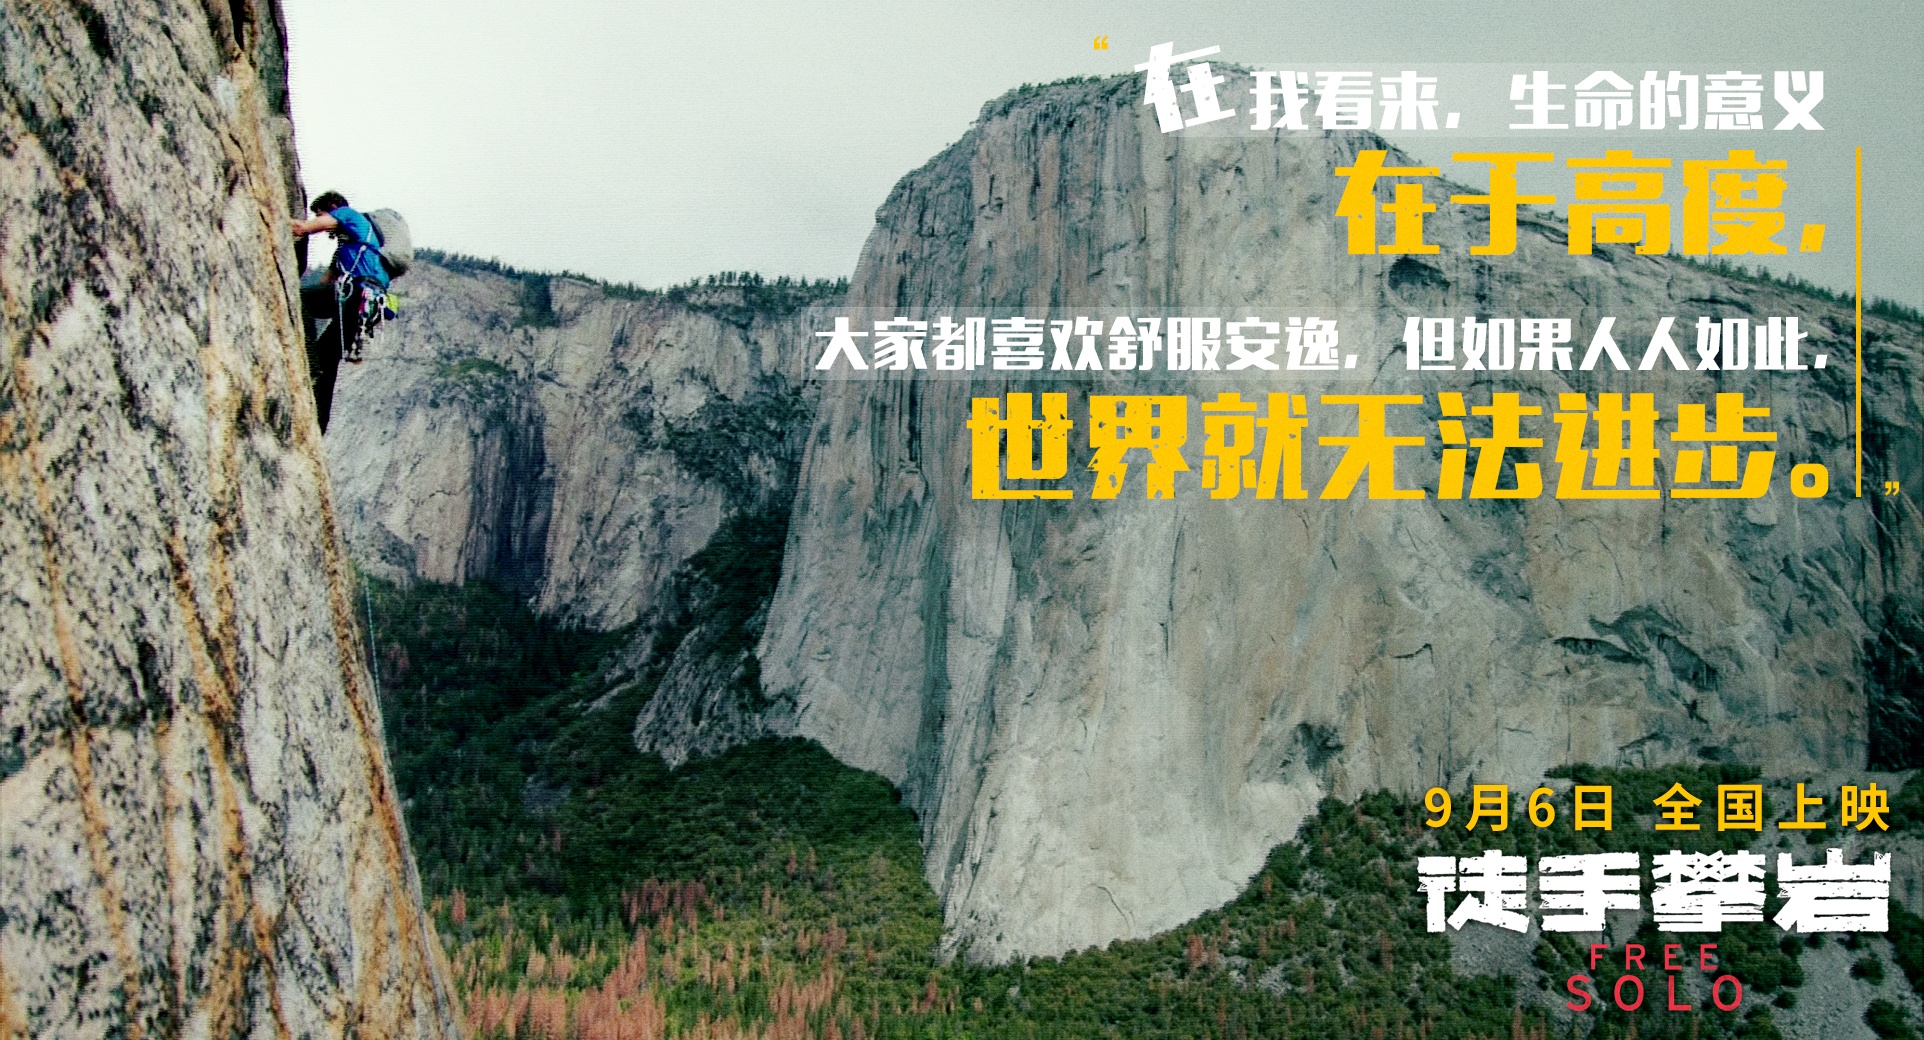 “在我看来，生命的意义
在于高度，
大家都喜欢舒服安逸，但如果人人如此，
世界就无法进步。”
9月6日 全国上映
徒手攀岩
FREE
SOLO